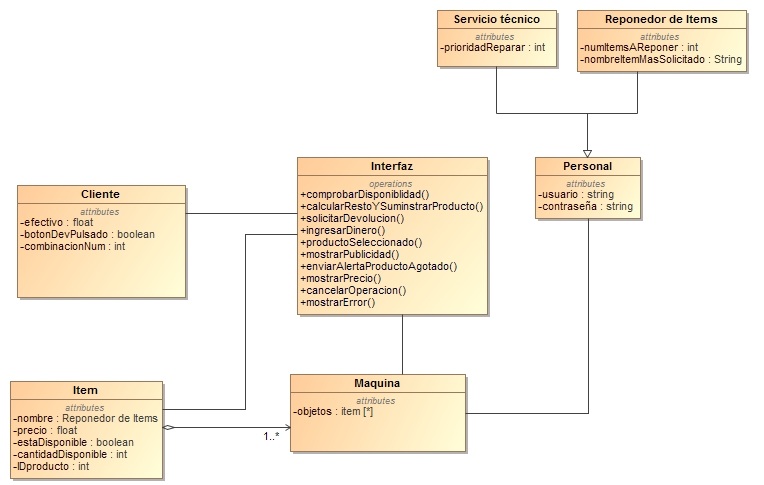 Servicio técnico
attributes
-prioridadReparar : int
Reponedor de Items
attributes
-numItemsAReponer : int
-nombreItemMasSolicitado : String
Interfaz
operations
+comprobarDisponiblidad()
+calcularRestoYSuminstrarProducto()
+solicitarDevolucion()
+ingresarDinero()
+productoSeleccionado()
+mostrarPublicidad()
+enviarAlertaProductoAgotado()
+mostrarPrecio()
+cancelarOperacion()
+mostrarError()
Personal
attributes
-usuario : string
-contraseña : string
Cliente
attributes
-efectivo : float
-botonDevPulsado : boolean
-combinacionNum : int
Item
attributes
-nombre : Reponedor de Items
-precio : float
-estaDisponible : boolean
-cantidadDisponible : int
-IDproducto : int
1..*
Maquina
attributes
-objetos : item [*]